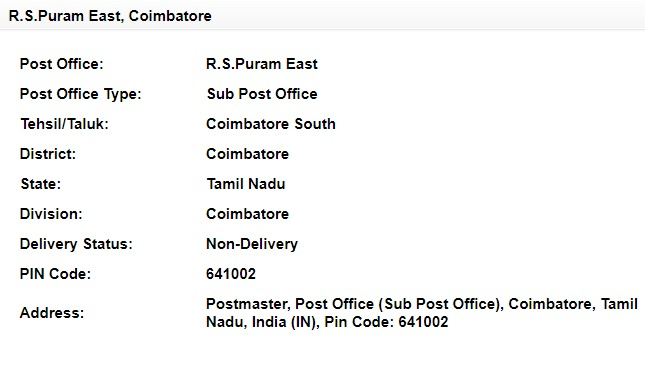 R.S.Puram East, Coimbatore
Post Office: R.S.Puram East
Post Office Type: Sub Post Office
Tehsil/Taluk: Coimbatore South
District: Coimbatore
State: Tamil Nadu
Division: Coimbatore
Delivery Status: Non-Delivery
PIN Code: 641002
Address: Postmaster, Post Office (Sub Post Office), Coimbatore, Tamil
Nadu, India (IN), Pin Code: 641002